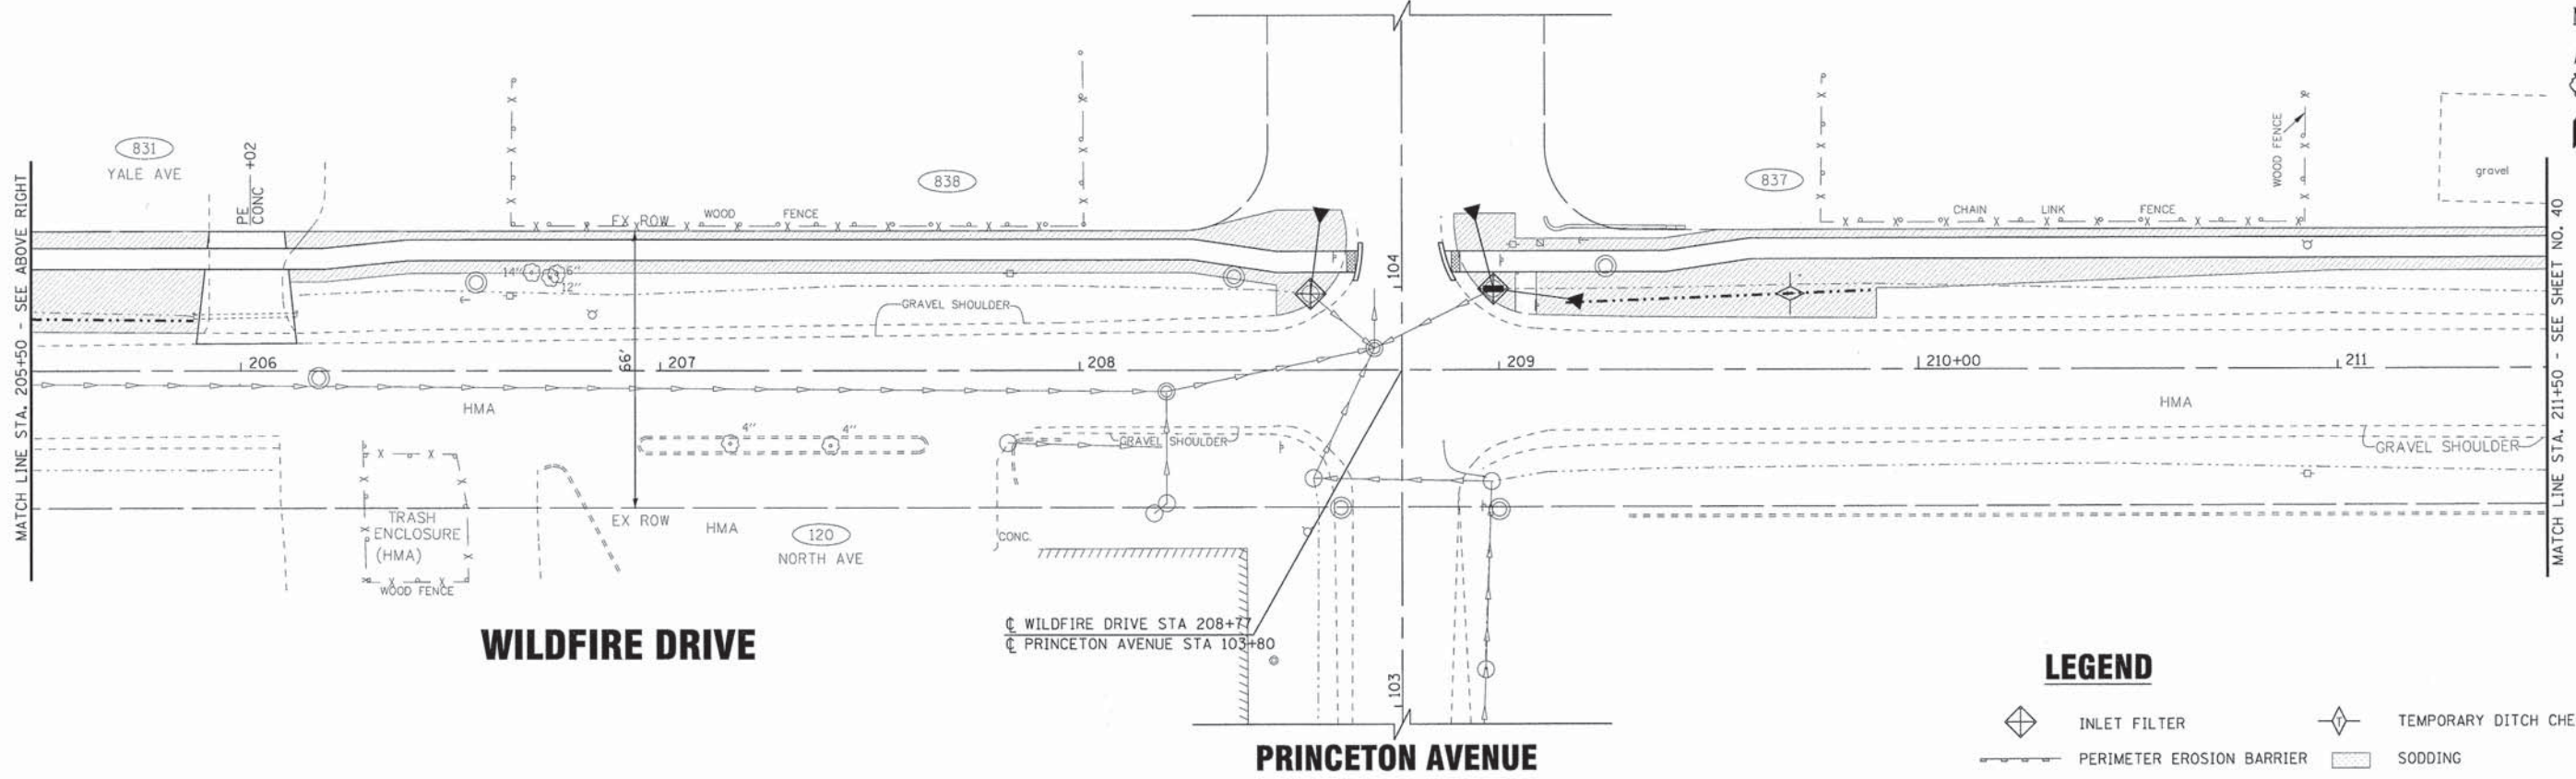 MATCH LINE STA. 205+50 - SEE ABOVE RIGHT
831
YALE AVE
PE +02
CONC
EX ROW
WOOD FENCE
838
14"
6"
12"
GRAVEL SHOULDER
104
837
CHAIN LINK FENCE
WOOD FENCE
gravel
MATCH LINE STA. 211+50 - SEE SHEET NO. 40
206
66'
207
208
209
210+00
211
HMA
HMA
4"
4"
GRAVEL SHOULDER
GRAVEL SHOULDER
TRASH
ENCLOSURE
(HMA)
WOOD FENCE
EX ROW
HMA
120
NORTH AVE
CONC.
℄ WILDFIRE DRIVE STA 208+77
℄ PRINCETON AVENUE STA 103+80
103
WILDFIRE DRIVE
PRINCETON AVENUE
LEGEND
INLET FILTER
T
TEMPORARY DITCH CHE
PERIMETER EROSION BARRIER
SODDING